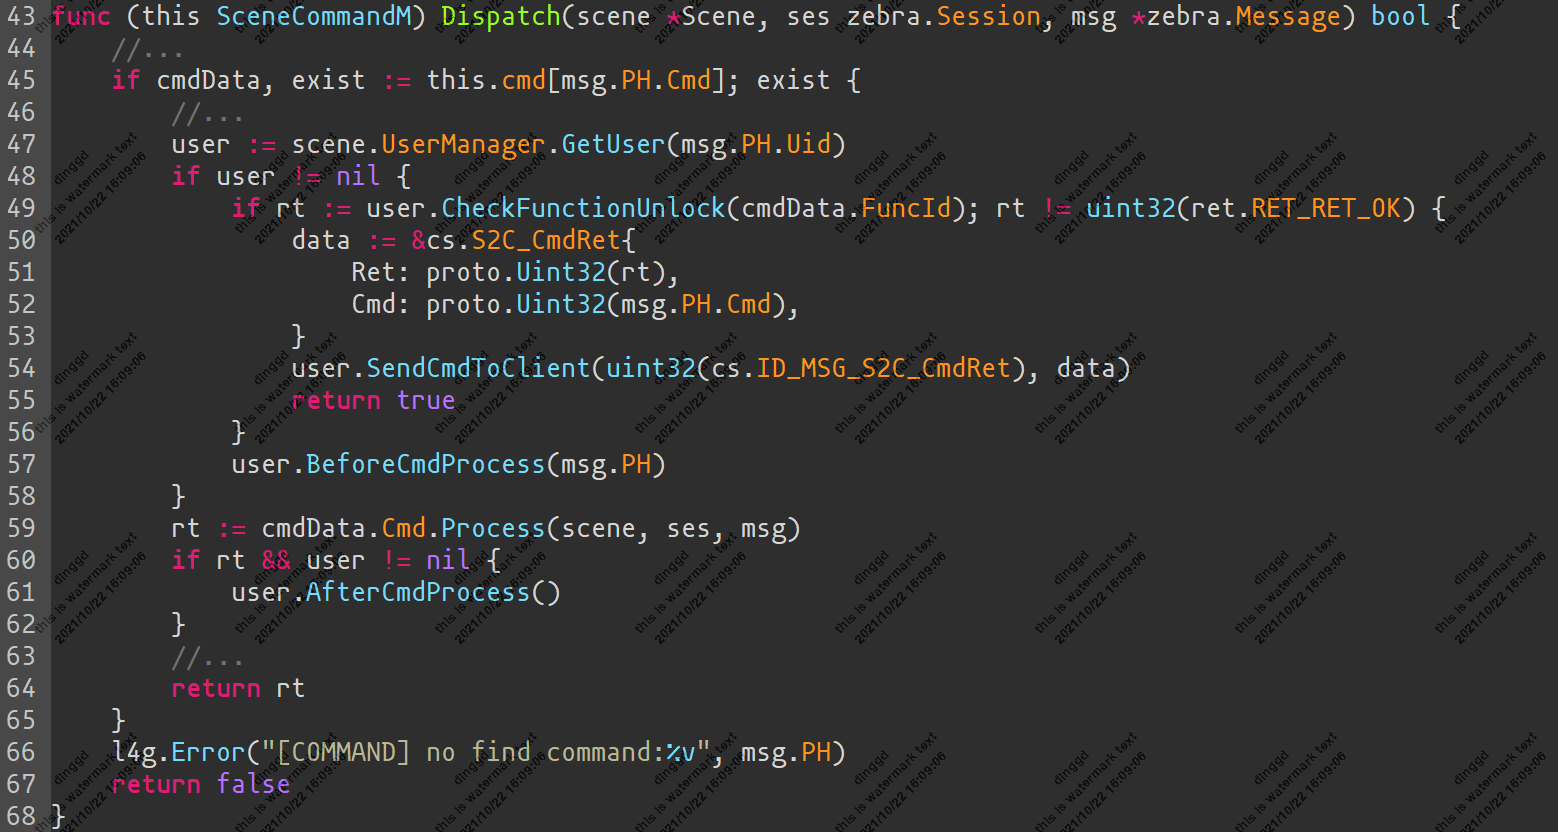 43 func (this SceneCommandM) Dispatch(scene *Scene, ses zebra.Session, msg *zebra.Message) bool {
44     //...
45     if cmdData, exist := this.cmd[msg.PH.Cmd]; exist {
46         //...
47         user := scene.UserManager.GetUser(msg.PH.Uid)
48         if user != nil {
49             if rt := user.CheckFunctionUnlock(cmdData.FuncId); rt != uint32(ret.RET_RET_OK) {
50                 data := &cs.S2C_CmdRet{
51                     Ret: proto.Uint32(rt),
52                     Cmd: proto.Uint32(msg.PH.Cmd),
53                 }
54                 user.SendCmdToClient(uint32(cs.ID_MSG_S2C_CmdRet), data)
55                 return true
56             }
57             user.BeforeCmdProcess(msg.PH)
58         }
59         rt := cmdData.Cmd.Process(scene, ses, msg)
60         if rt && user != nil {
61             user.AfterCmdProcess()
62         }
63         //...
64         return rt
65     }
66     l4g.Error("[COMMAND] no find command:%v", msg.PH)
67     return false
68 }
dinggd
this is watermark text
2021/10/22 16:09:06